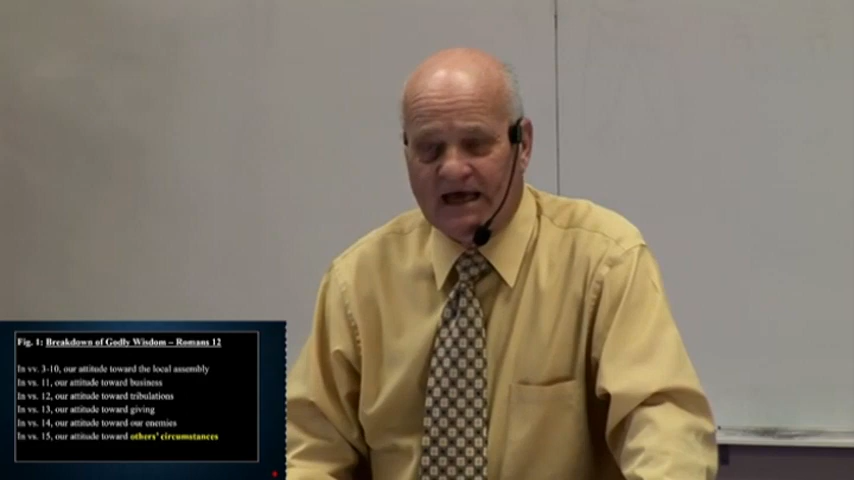 Fig. 1: Breakdown of Godly Wisdom – Romans 12
In vv. 3-10, our attitude toward the local assembly
In vs. 11, our attitude toward business
In vs. 12, our attitude toward tribulations
In vs. 13, our attitude toward giving
In vs. 14, our attitude toward our enemies
In vs. 15, our attitude toward others' circumstances